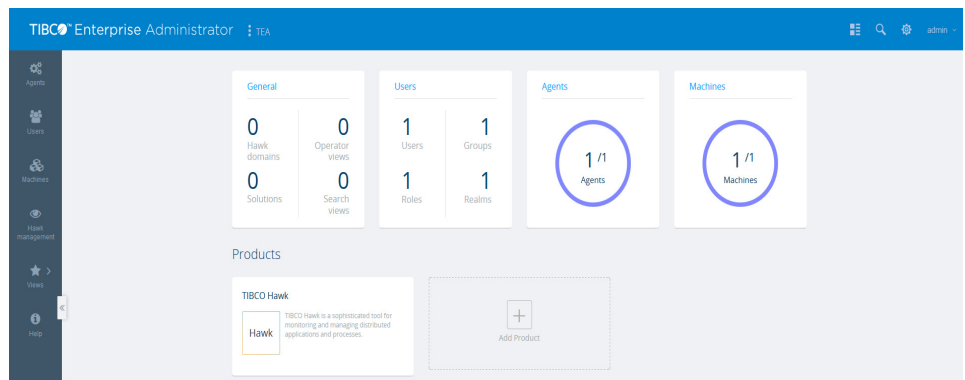 TIBCO™ Enterprise Administrator TEA
admin
Agents
Users
Machines
Hawk
management
Views
Help
General
0
Hawk
domains
0
Operator
views
0
Solutions
0
Search
views
Users
1
Users
1
Groups
1
Roles
1
Realms
Agents
1 /1
Agents
Machines
1 /1
Machines
Products
TIBCO Hawk
Hawk
TIBCO Hawk is a sophisticated tool for
monitoring and managing distributed
applications and processes.
Add Product